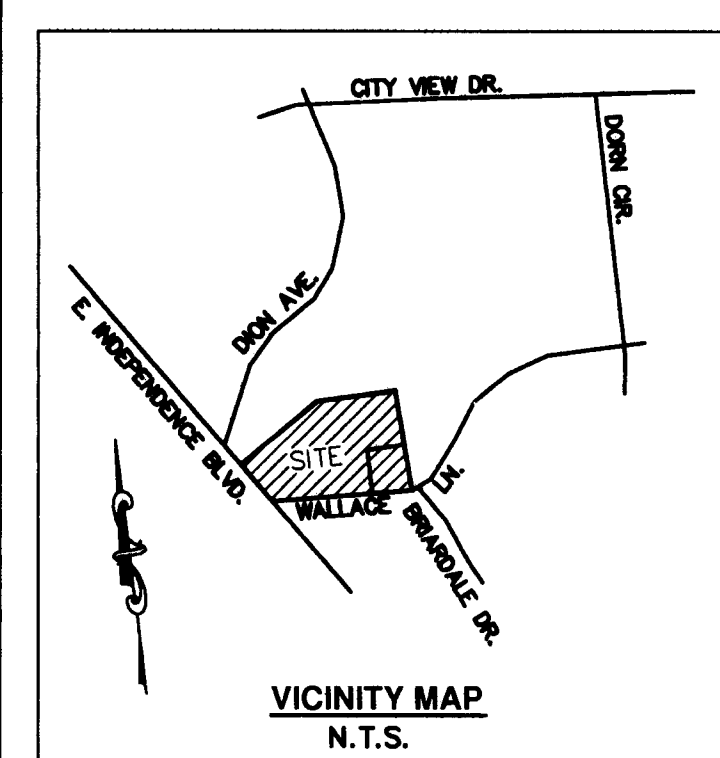 CITY VIEW DR.
DORN CIR.
DION AVE.
E. INDEPENDENCE BLVD.
SITE
WALLACE LN.
BRIARDALE DR.
VICINITY MAP
N.T.S.